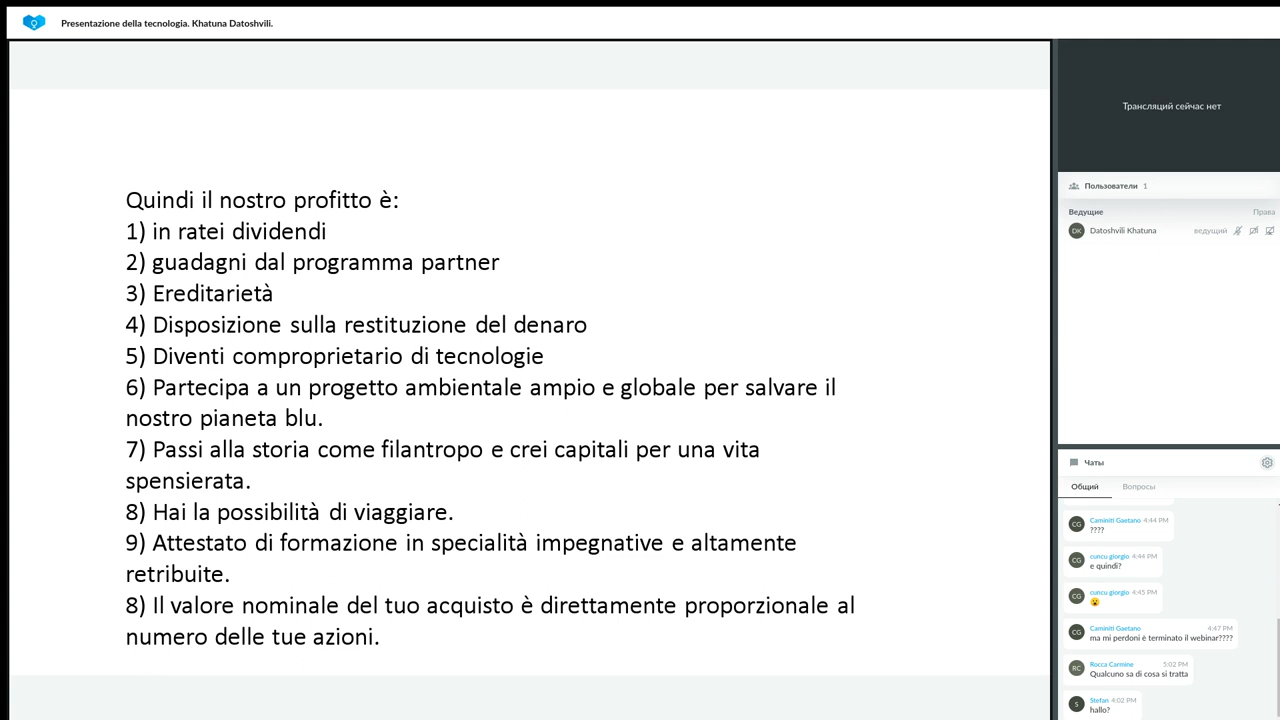 Presentazione della tecnologia. Khatuna Datoshvili.
Quindi il nostro profitto è:
1) in ratei dividendi
2) guadagni dal programma partner
3) Ereditarietà
4) Disposizione sulla restituzione del denaro
5) Diventi comproprietario di tecnologie
6) Partecipa a un progetto ambientale ampio e globale per salvare il
nostro pianeta blu.
7) Passi alla storia come filantropo e crei capitali per una vita
spensierata.
8) Hai la possibilità di viaggiare.
9) Attestato di formazione in specialità impegnative e altamente
retribuite.
8) Il valore nominale del tuo acquisto è direttamente proporzionale al
numero delle tue azioni.
Трансляций сейчас нет
Пользователи 1
Ведущие Права
DK Datoshvili Khatuna ведущий
Чаты
Общий Вопросы
CG Caminiti Gaetano 4:44 PM
????
CG cuncu giorgio 4:44 PM
e quindi?
CG cuncu giorgio 4:45 PM
😮
CG Caminiti Gaetano 4:47 PM
ma mi perdoni è terminato il webinar????
RC Rocca Carmine 5:02 PM
Qualcuno sa di cosa si tratta
S Stefan 4:02 PM
hallo?